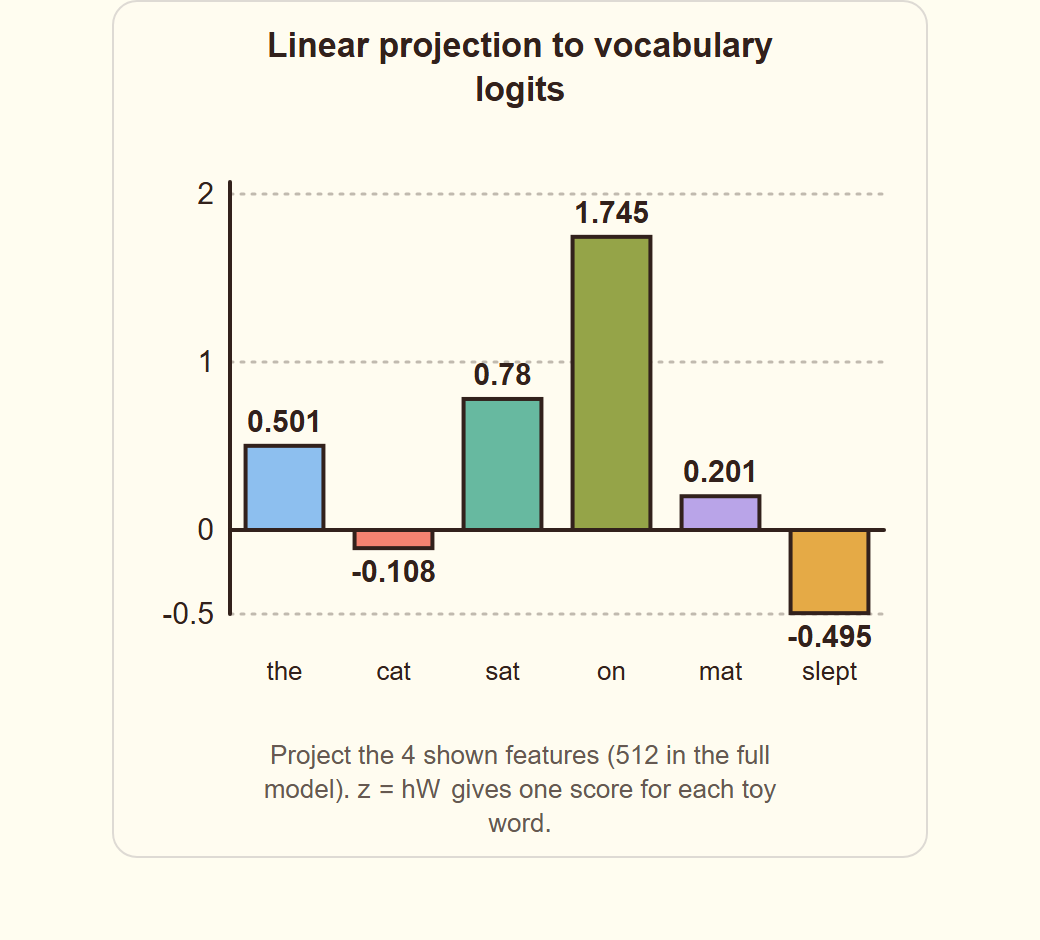 Linear projection to vocabulary
logits
2
1.745
1
0.78
0.501
0.201
0
-0.108
-0.5
-0.495
the cat sat on mat slept
Project the 4 shown features (512 in the full
model). z = hW gives one score for each toy
word.